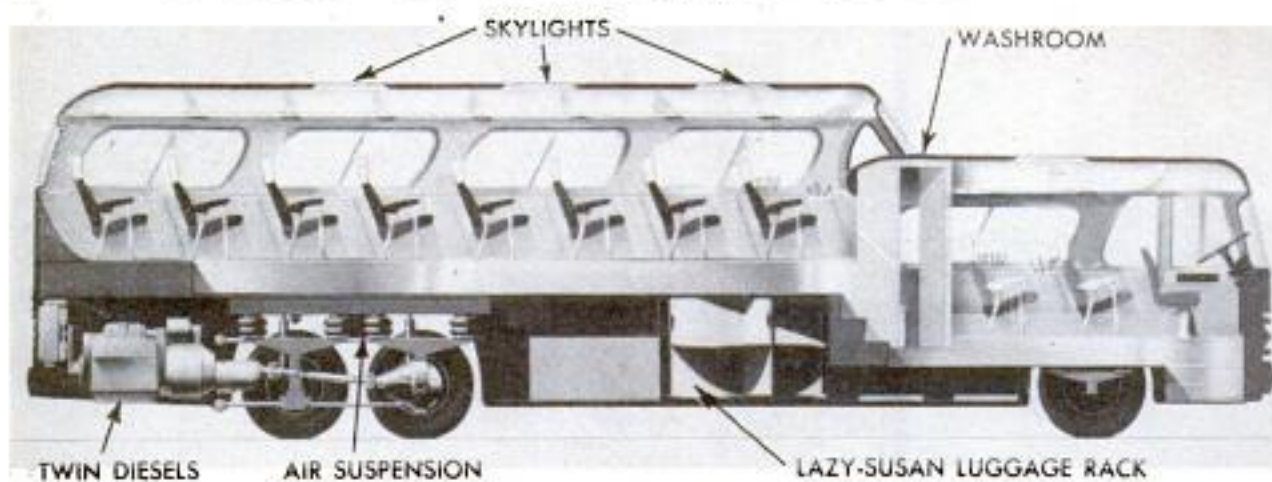 SKYLIGHTS
WASHROOM
TWIN DIESELS
AIR SUSPENSION
LAZY-SUSAN LUGGAGE RACK